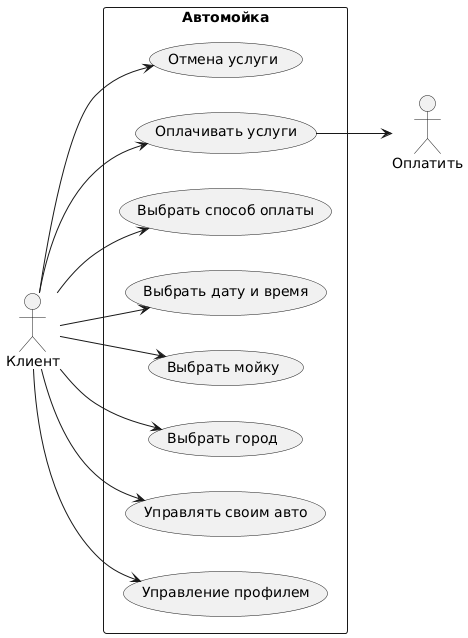 Автомойка
Отмена услуги
Оплачивать услуги
Оплатить
Выбрать способ оплаты
Выбрать дату и время
Клиент
Выбрать мойку
Выбрать город
Управлять своим авто
Управление профилем